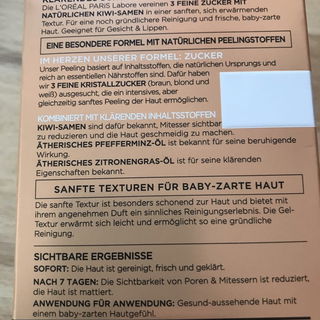 Die L'ORÉAL PARIS Labore vereinen 3 FEINE ZUCKER MIT
NATÜRLICHEN KIWI-SAMEN in einer sanften, sich erwärmenden
Textur. Für eine noch gründlichere Reinigung und frische, baby-zarte
Haut. Geeignet für Gesicht & Lippen.
EINE BESONDERE FORMEL MIT NATÜRLICHEN PEELINGSTOFFEN
IM HERZEN UNSERER FORMEL: ZUCKER
Unser Peeling basiert auf Inhaltsstoffen, die natürlichen Ursprungs und
reich an essentiellen Nährstoffen sind. Dafür haben
wir 3 FEINE KRISTALLZUCKER (braun, blond und
weiß) ausgesucht, die ein intensives, aber
gleichzeitig sanftes Peeling der Haut ermöglichen.
KOMBINIERT MIT KLÄRENDEN INHALTSSTOFFEN
KIWI-SAMEN sind dafür bekannt, Mitesser sichtbar
zu reduzieren und die Haut geschmeidig zu machen.
ÄTHERISCHES PFEFFERMINZ-ÖL ist für seine beruhigende
Wirkung.
ÄTHERISCHES ZITRONENGRAS-ÖL ist für seine klärenden
Eigenschaften bekannt.
SANFTE TEXTUREN FÜR BABY-ZARTE HAUT
Die sanfte Textur ist besonders schonend zur Haut und bietet mit
ihrem angenehmen Duft ein sinnliches Reinigungserlebnis. Die Gel-
Textur erwärmt sich leicht und ermöglicht so eine gründliche
Reinigung.
SICHTBARE ERGEBNISSE
SOFORT: Die Haut ist gereinigt, frisch und geklärt.
NACH 7 TAGEN: Die Sichtbarkeit von Poren & Mitessern ist reduziert,
die Haut ist mattiert.
ANWENDUNG FÜR ANWENDUNG: Gesund-aussehende Haut mit
einem baby-zarten Hautgefühl.